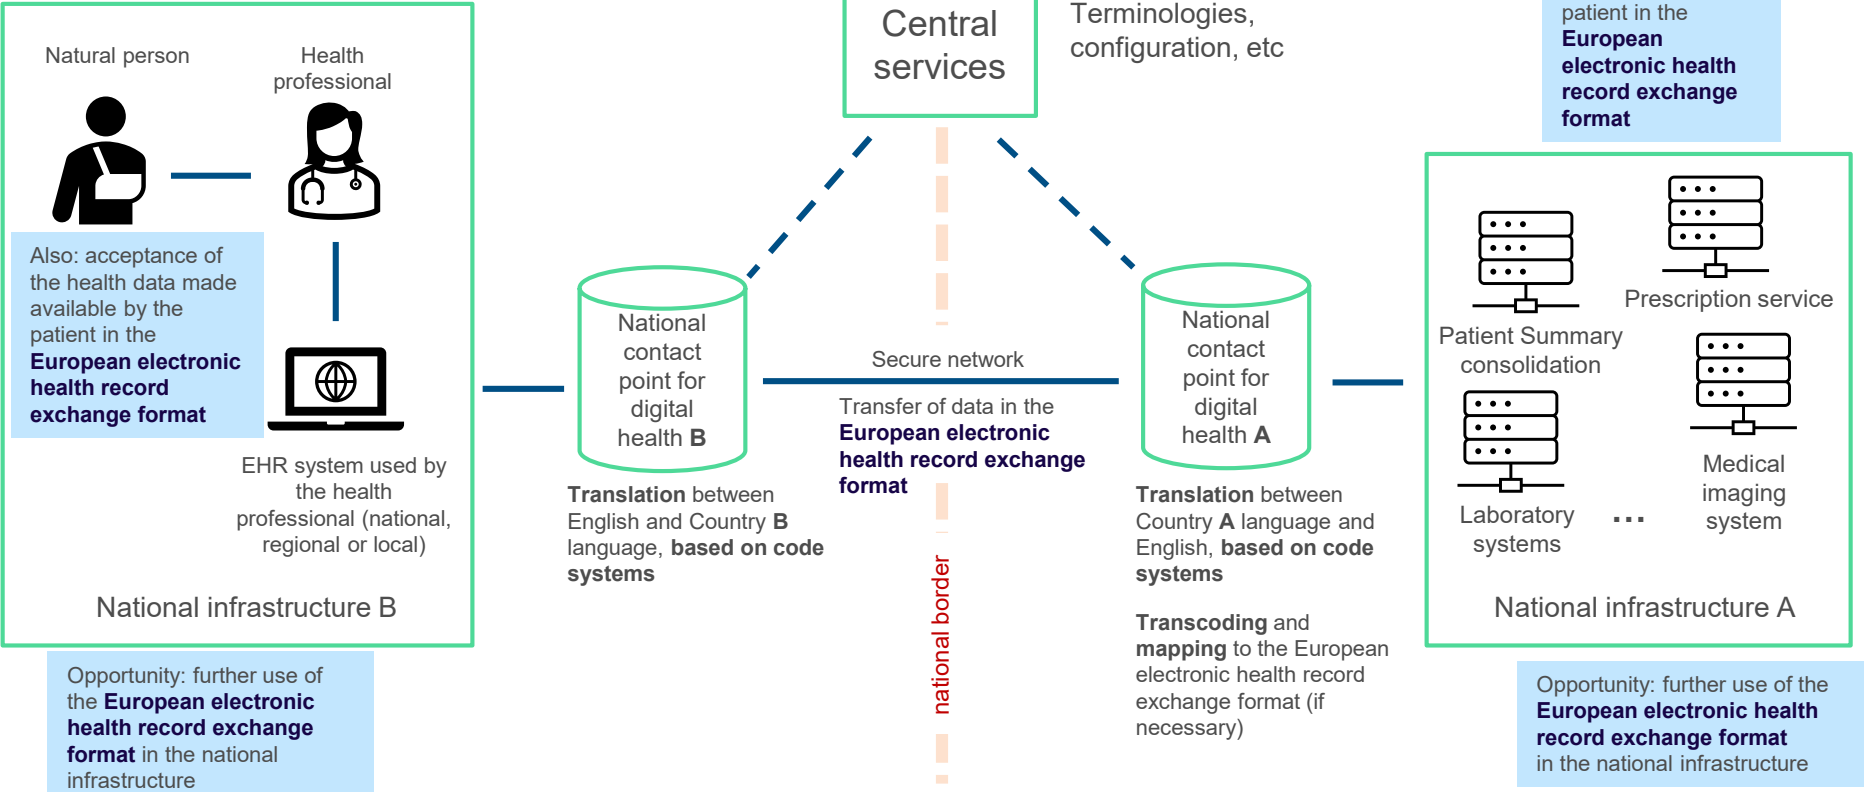 Natural person
Health
professional
Also: acceptance of
the health data made
available by the
patient in the
European electronic
health record
exchange format
EHR system used by
the health
professional (national,
regional or local)
National infrastructure B
Opportunity: further use of
the European electronic
health record exchange
format in the national
infrastructure
Central
services
Terminologies,
configuration, etc
National
contact
point for
digital
health B
Translation between
English and Country B
language, based on code
systems
Secure network
Transfer of data in the
European electronic
health record exchange
format
national border
National
contact
point for
digital
health A
Translation between
Country A language and
English, based on code
systems
Transcoding and
mapping to the European
electronic health record
exchange format (if
necessary)
patient in the
European
electronic health
record exchange
format
Prescription service
Patient Summary
consolidation
Laboratory
systems
...
Medical
imaging
system
National infrastructure A
Opportunity: further use of the
European electronic health
record exchange format
in the national infrastructure